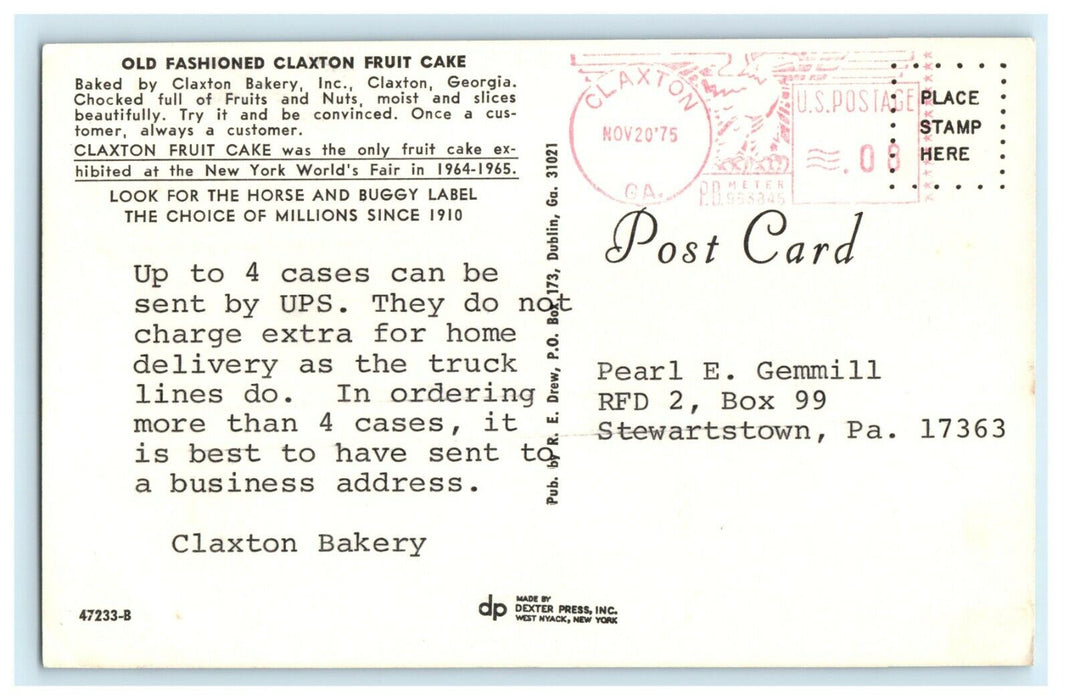 OLD FASHIONED CLAXTON FRUIT CAKE
Baked by Claxton Bakery, Inc., Claxton, Georgia.
Chocked full of Fruits and Nuts, moist and slices
beautifully. Try it and be convinced. Once a cus-
tomer, always a customer.
CLAXTON FRUIT CAKE was the only fruit cake ex-
hibited at the New York World's Fair in 1964-1965.
LOOK FOR THE HORSE AND BUGGY LABEL
THE CHOICE OF MILLIONS SINCE 1910
Up to 4 cases can be
sent by UPS. They do not
charge extra for home
delivery as the truck
lines do. In ordering
more than 4 cases, it
is best to have sent to
a business address.
Claxton Bakery
47233-B
Pub. by R. E. Drew, P.O. Box 173, Dublin, Ga. 31021
CLAXTON
NOV20'75
GA.
P.B. METER
U.S.POSTAGE
.08
PLACE
STAMP
HERE
Post Card
Pearl E. Gemmill
RFD 2, Box 99
Stewartstown, Pa. 17363
dp
MADE BY
DEXTER PRESS, INC.
WEST NYACK, NEW YORK